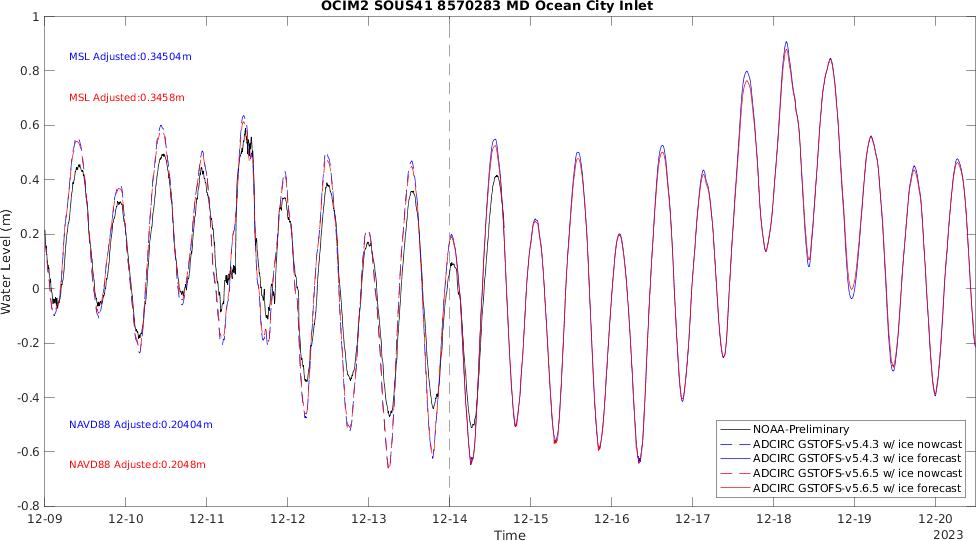 OCIM2 SOUS41 8570283 MD Ocean City Inlet
1
0.8
0.6
0.4
0.2
0
-0.2
-0.4
-0.6
-0.8
Water Level (m)
MSL Adjusted:0.34504m
MSL Adjusted:0.3458m
NAVD88 Adjusted:0.20404m
NAVD88 Adjusted:0.2048m
NOAA-Preliminary
ADCIRC GSTOFS-v5.4.3 w/ ice nowcast
ADCIRC GSTOFS-v5.4.3 w/ ice forecast
ADCIRC GSTOFS-v5.6.5 w/ ice nowcast
ADCIRC GSTOFS-v5.6.5 w/ ice forecast
12-09 12-10 12-11 12-12 12-13 12-14 12-15 12-16 12-17 12-18 12-19 12-20
Time
2023